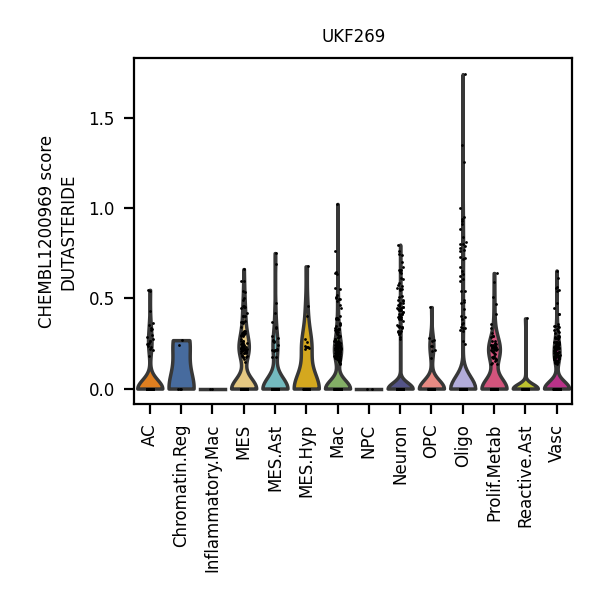 UKF269
CHEMBL1200969 score
DUTASTERIDE
1.5
1.0
0.5
0.0
AC
Chromatin.Reg
Inflammatory.Mac
MES
MES.Ast
MES.Hyp
Mac
NPC
Neuron
OPC
Oligo
Prolif.Metab
Reactive.Ast
Vasc